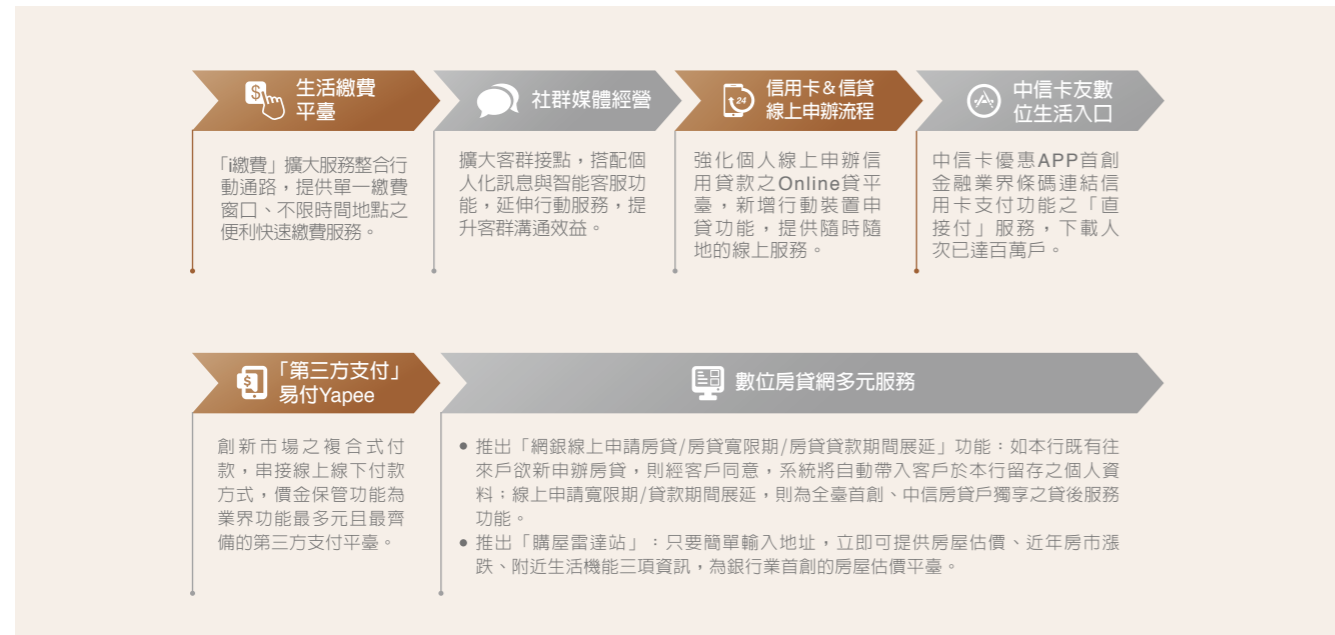 生活繳費
平臺
「i繳費」擴大服務整合行
動通路，提供單一繳費
窗口、不限時間地點之
便利快速繳費服務。
社群媒體經營
擴大客群接點，搭配個
人化訊息與智能客服功
能，延伸行動服務，提
升客群溝通效益。
信用卡&信貸
線上申辦流程
強化個人線上申辦信
用貸款之Online貸平
臺，新增行動裝置申
貸功能，提供隨時隨
地的線上服務。
中信卡友數
位生活入口
中信卡優惠APP首創
金融業界條碼連結信
用卡支付功能之「直
接付」服務，下載人
次已達百萬戶。
「第三方支付」
易付Yapee
創新市場之複合式付
款，串接線上線下付款
方式，價金保管功能為
業界功能最多元且最齊
備的第三方支付平臺。
數位房貸網多元服務
● 推出「網銀線上申請房貸/房貸寬限期/房貸貸款期間展延」功能：如本行既有往
來戶欲新申辦房貸，則經客戶同意，系統將自動帶入客戶於本行留存之個人資
料；線上申請寬限期/貸款期間展延，則為全臺首創、中信房貸戶獨享之貸後服務
功能。
● 推出「購屋雷達站」：只要簡單輸入地址，立即可提供房屋估價、近年房市漲
跌、附近生活機能三項資訊，為銀行業首創的房屋估價平臺。